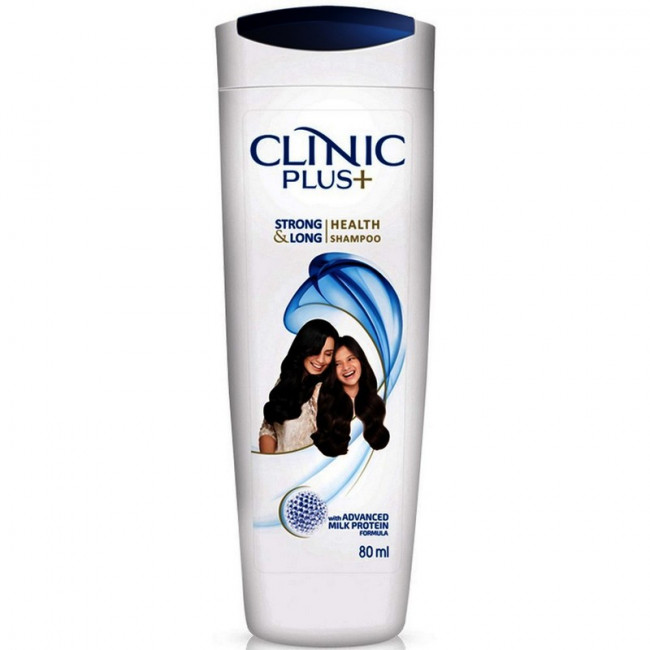 CLINIC
PLUS+
STRONG
& LONG
HEALTH
SHAMPOO
with ADVANCED
MILK PROTEIN
FORMULA
80 ml